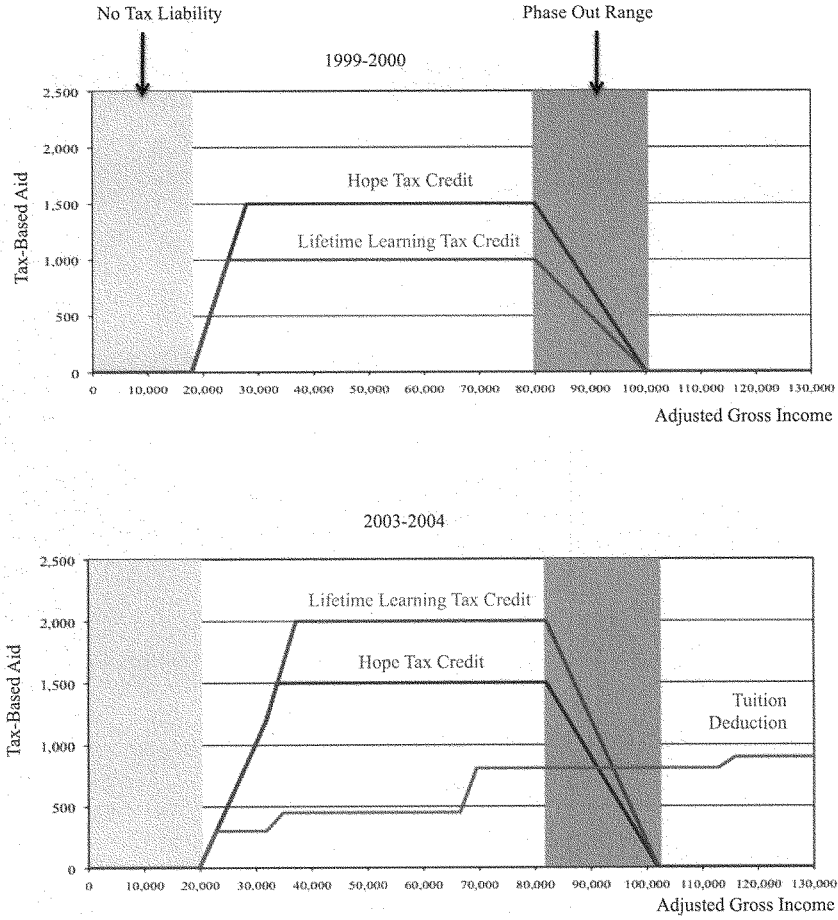 No Tax Liability
Phase Out Range
1999-2000
2,500
2,000
1,500
1,000
500
0
Tax-Based Aid
Hope Tax Credit
Lifetime Learning Tax Credit
0 10,000 20,000 30,000 40,000 50,000 60,000 70,000 80,000 90,000 100,000 110,000 120,000 130,000
Adjusted Gross Income
2003-2004
2,500
2,000
1,500
1,000
500
0
Tax-Based Aid
Lifetime Learning Tax Credit
Hope Tax Credit
Tuition
Deduction
0 10,000 20,000 30,000 40,000 50,000 60,000 70,000 80,000 90,000 100,000 110,000 120,000 130,000
Adjusted Gross Income